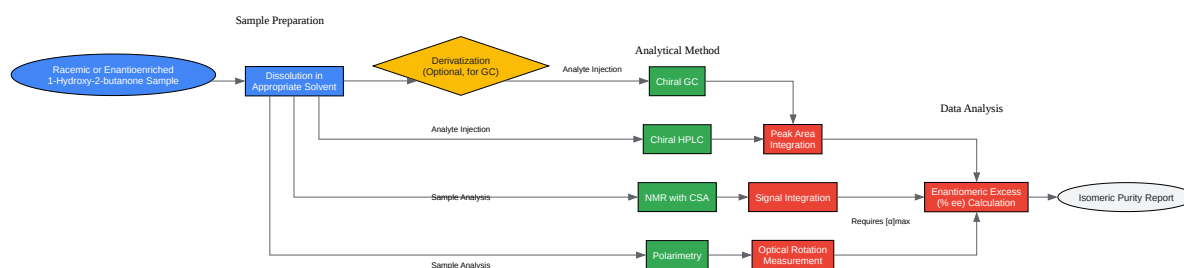 Sample Preparation
Racemic or Enantioenriched
1-Hydroxy-2-butanone Sample
Dissolution in
Appropriate Solvent
Derivatization
(Optional, for GC)
Analytical Method
Analyte Injection
Chiral GC
Data Analysis
Analyte Injection
Chiral HPLC
Peak Area
Integration
Sample Analysis
NMR with CSA
Signal Integration
Enantiomeric Excess
(% ee) Calculation
Isomeric Purity Report
Requires [α]max
Sample Analysis
Polarimetry
Optical Rotation
Measurement